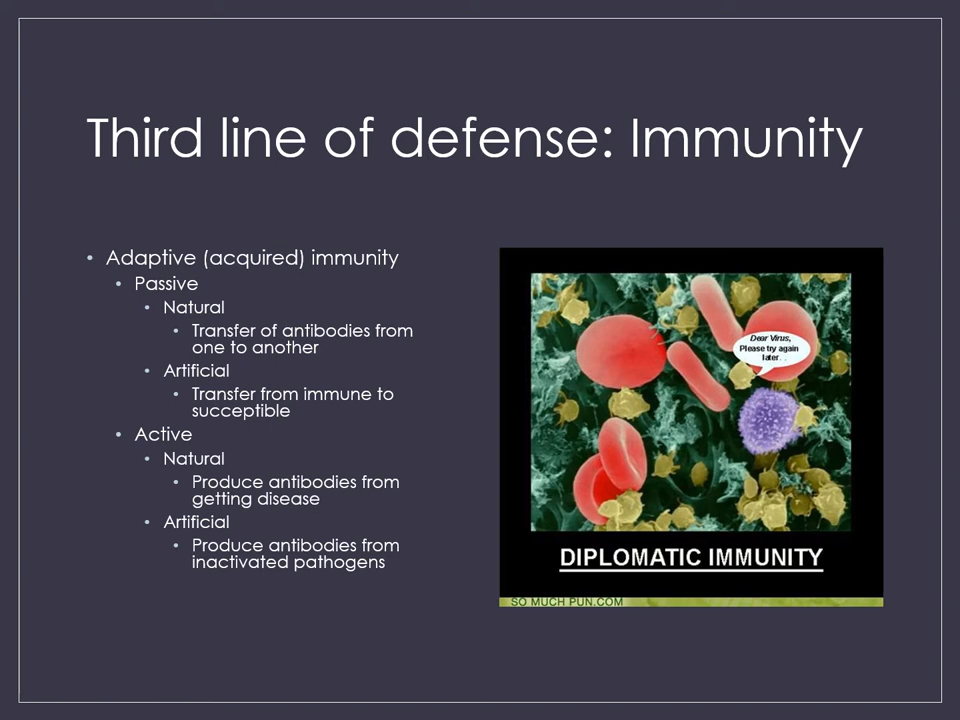 Third line of defense: Immunity
• Adaptive (acquired) immunity
• Passive
• Natural
• Transfer of antibodies from
one to another
• Artificial
• Transfer from immune to
succeptible
• Active
• Natural
• Produce antibodies from
getting disease
• Artificial
• Produce antibodies from
inactivated pathogens
Dear Virus,
Please try again
later. . .
DIPLOMATIC IMMUNITY
SO MUCH PUN.COM